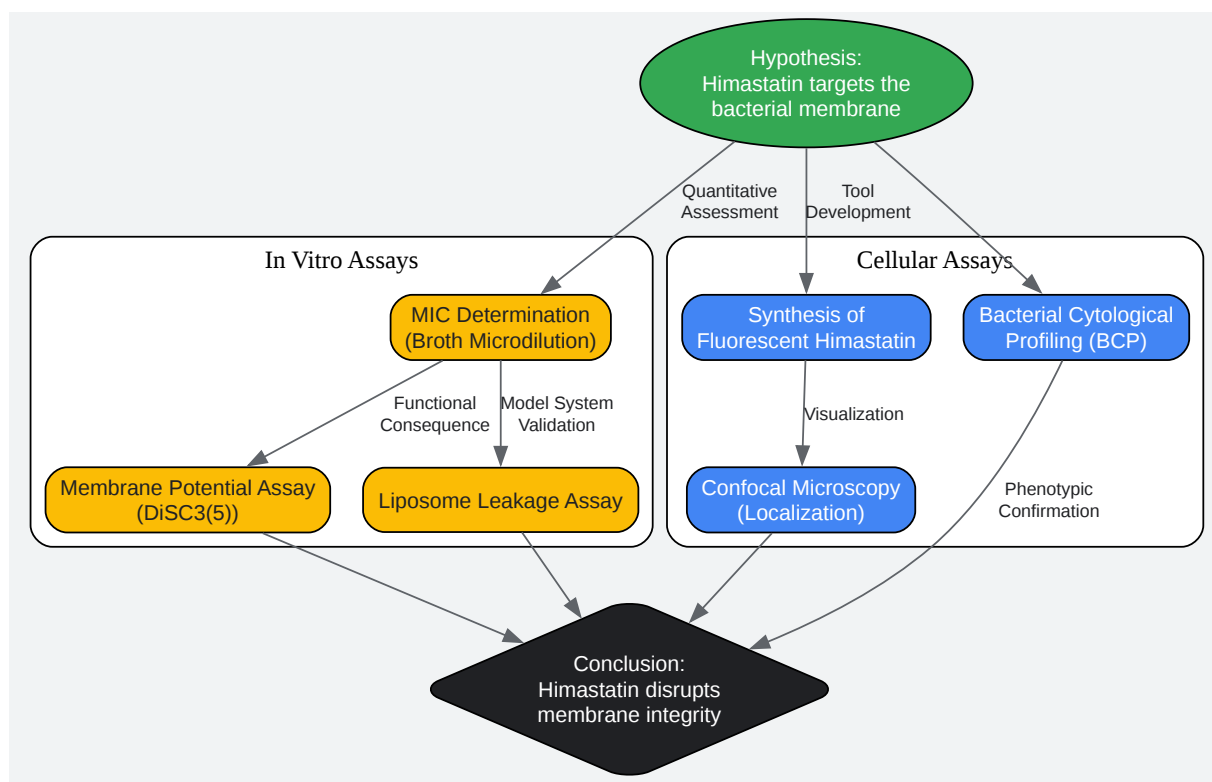 Hypothesis:
Himastatin targets the
bacterial membrane
Quantitative
Assessment
Tool
Development
In Vitro Assays
Cellular Assays
MIC Determination
(Broth Microdilution)
Synthesis of
Fluorescent Himastatin
Bacterial Cytological
Profiling (BCP)
Functional
Consequence
Model System
Validation
Visualization
Membrane Potential Assay
(DiSC3(5))
Liposome Leakage Assay
Confocal Microscopy
(Localization)
Phenotypic
Confirmation
Conclusion:
Himastatin disrupts
membrane integrity